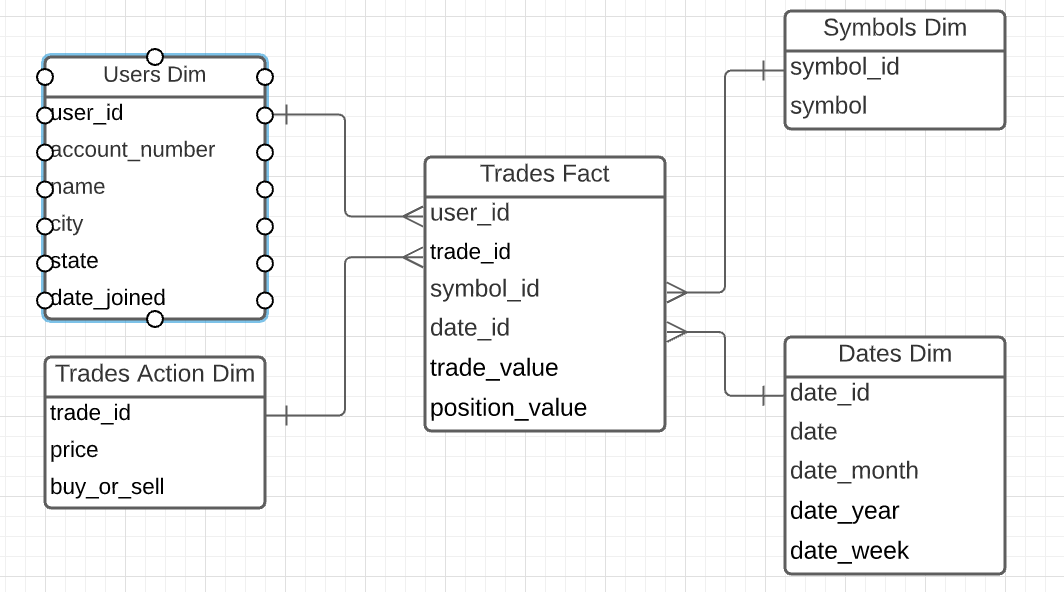 Users Dim
user_id
account_number
name
city
state
date_joined
Trades Action Dim
trade_id
price
buy_or_sell
Trades Fact
user_id
trade_id
symbol_id
date_id
trade_value
position_value
Symbols Dim
symbol_id
symbol
Dates Dim
date_id
date
date_month
date_year
date_week